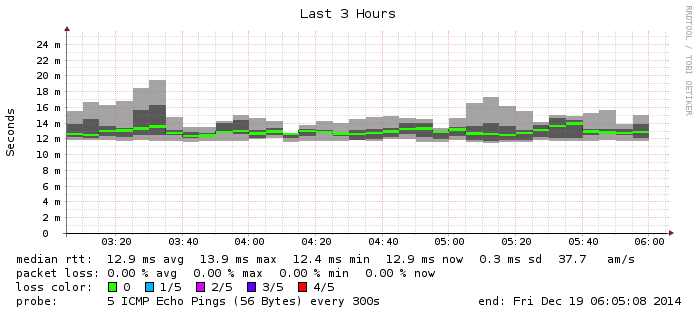 Last 3 Hours
RRDTOOL / TOBI OETIKER
Seconds
24 m
22 m
20 m
18 m
16 m
14 m
12 m
10 m
8 m
6 m
4 m
2 m
0
03:20 03:40 04:00 04:20 04:40 05:00 05:20 05:40 06:00
median rtt: 12.9 ms avg 13.9 ms max 12.4 ms min 12.9 ms now 0.3 ms sd 37.7 am/s
packet loss: 0.00 % avg 0.00 % max 0.00 % min 0.00 % now
loss color: 0 1/5 2/5 3/5 4/5
probe: 5 ICMP Echo Pings (56 Bytes) every 300s end: Fri Dec 19 06:05:08 2014